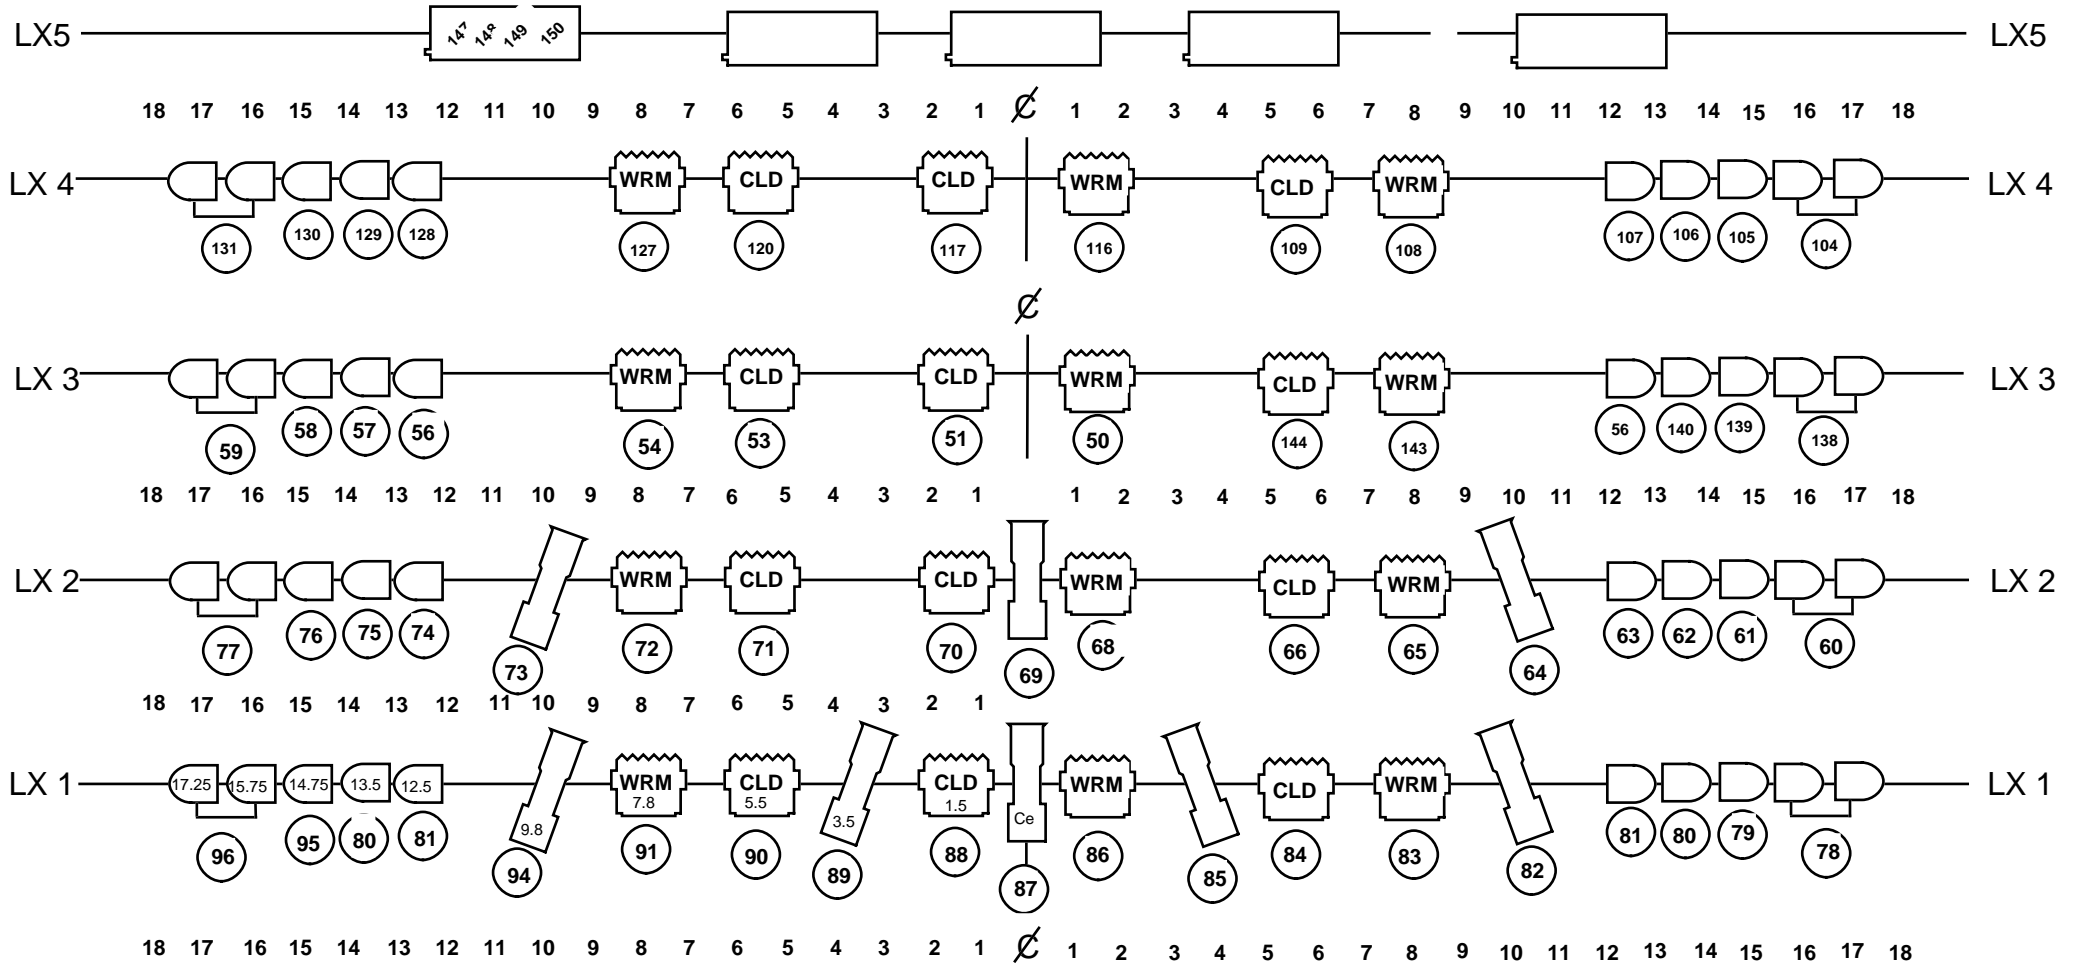 LX5 147 148 149 150 LX5
18 17 16 15 14 13 12 11 10 9 8 7 6 5 4 3 2 1 ₵ 1 2 3 4 5 6 7 8 9 10 11 12 13 14 15 16 17 18
LX 4 WRM CLD CLD WRM CLD WRM LX 4
131 130 129 128 127 120 117 116 109 108 107 106 105 104
₵
LX 3 WRM CLD CLD WRM CLD WRM LX 3
59 58 57 56 54 53 51 50 144 143 56 140 139 138
18 17 16 15 14 13 12 11 10 9 8 7 6 5 4 3 2 1 1 2 3 4 5 6 7 8 9 10 11 12 13 14 15 16 17 18
LX 2 WRM CLD CLD WRM CLD WRM LX 2
77 76 75 74 73 72 71 70 69 68 66 65 64 63 62 61 60
18 17 16 15 14 13 12 11 10 9 8 7 6 5 4 3 2 1
LX 1 17.25 15.75 14.75 13.5 12.5 WRM CLD CLD WRM CLD WRM LX 1
9.8 7.8 5.5 3.5 1.5 Ce
96 95 80 81 94 91 90 89 88 87 86 85 84 83 82 81 80 79 78
18 17 16 15 14 13 12 11 10 9 8 7 6 5 4 3 2 1 ₵ 1 2 3 4 5 6 7 8 9 10 11 12 13 14 15 16 17 18